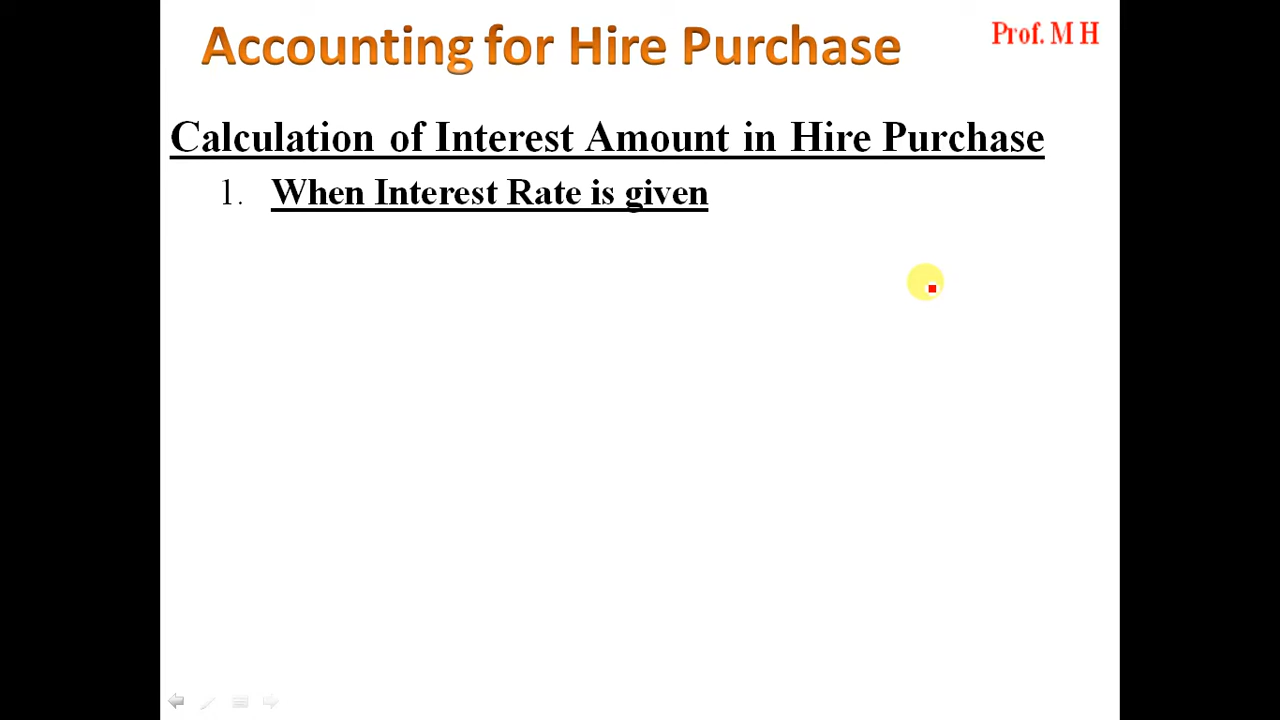 Accounting for Hire Purchase
Prof. M H
Calculation of Interest Amount in Hire Purchase
1. When Interest Rate is given